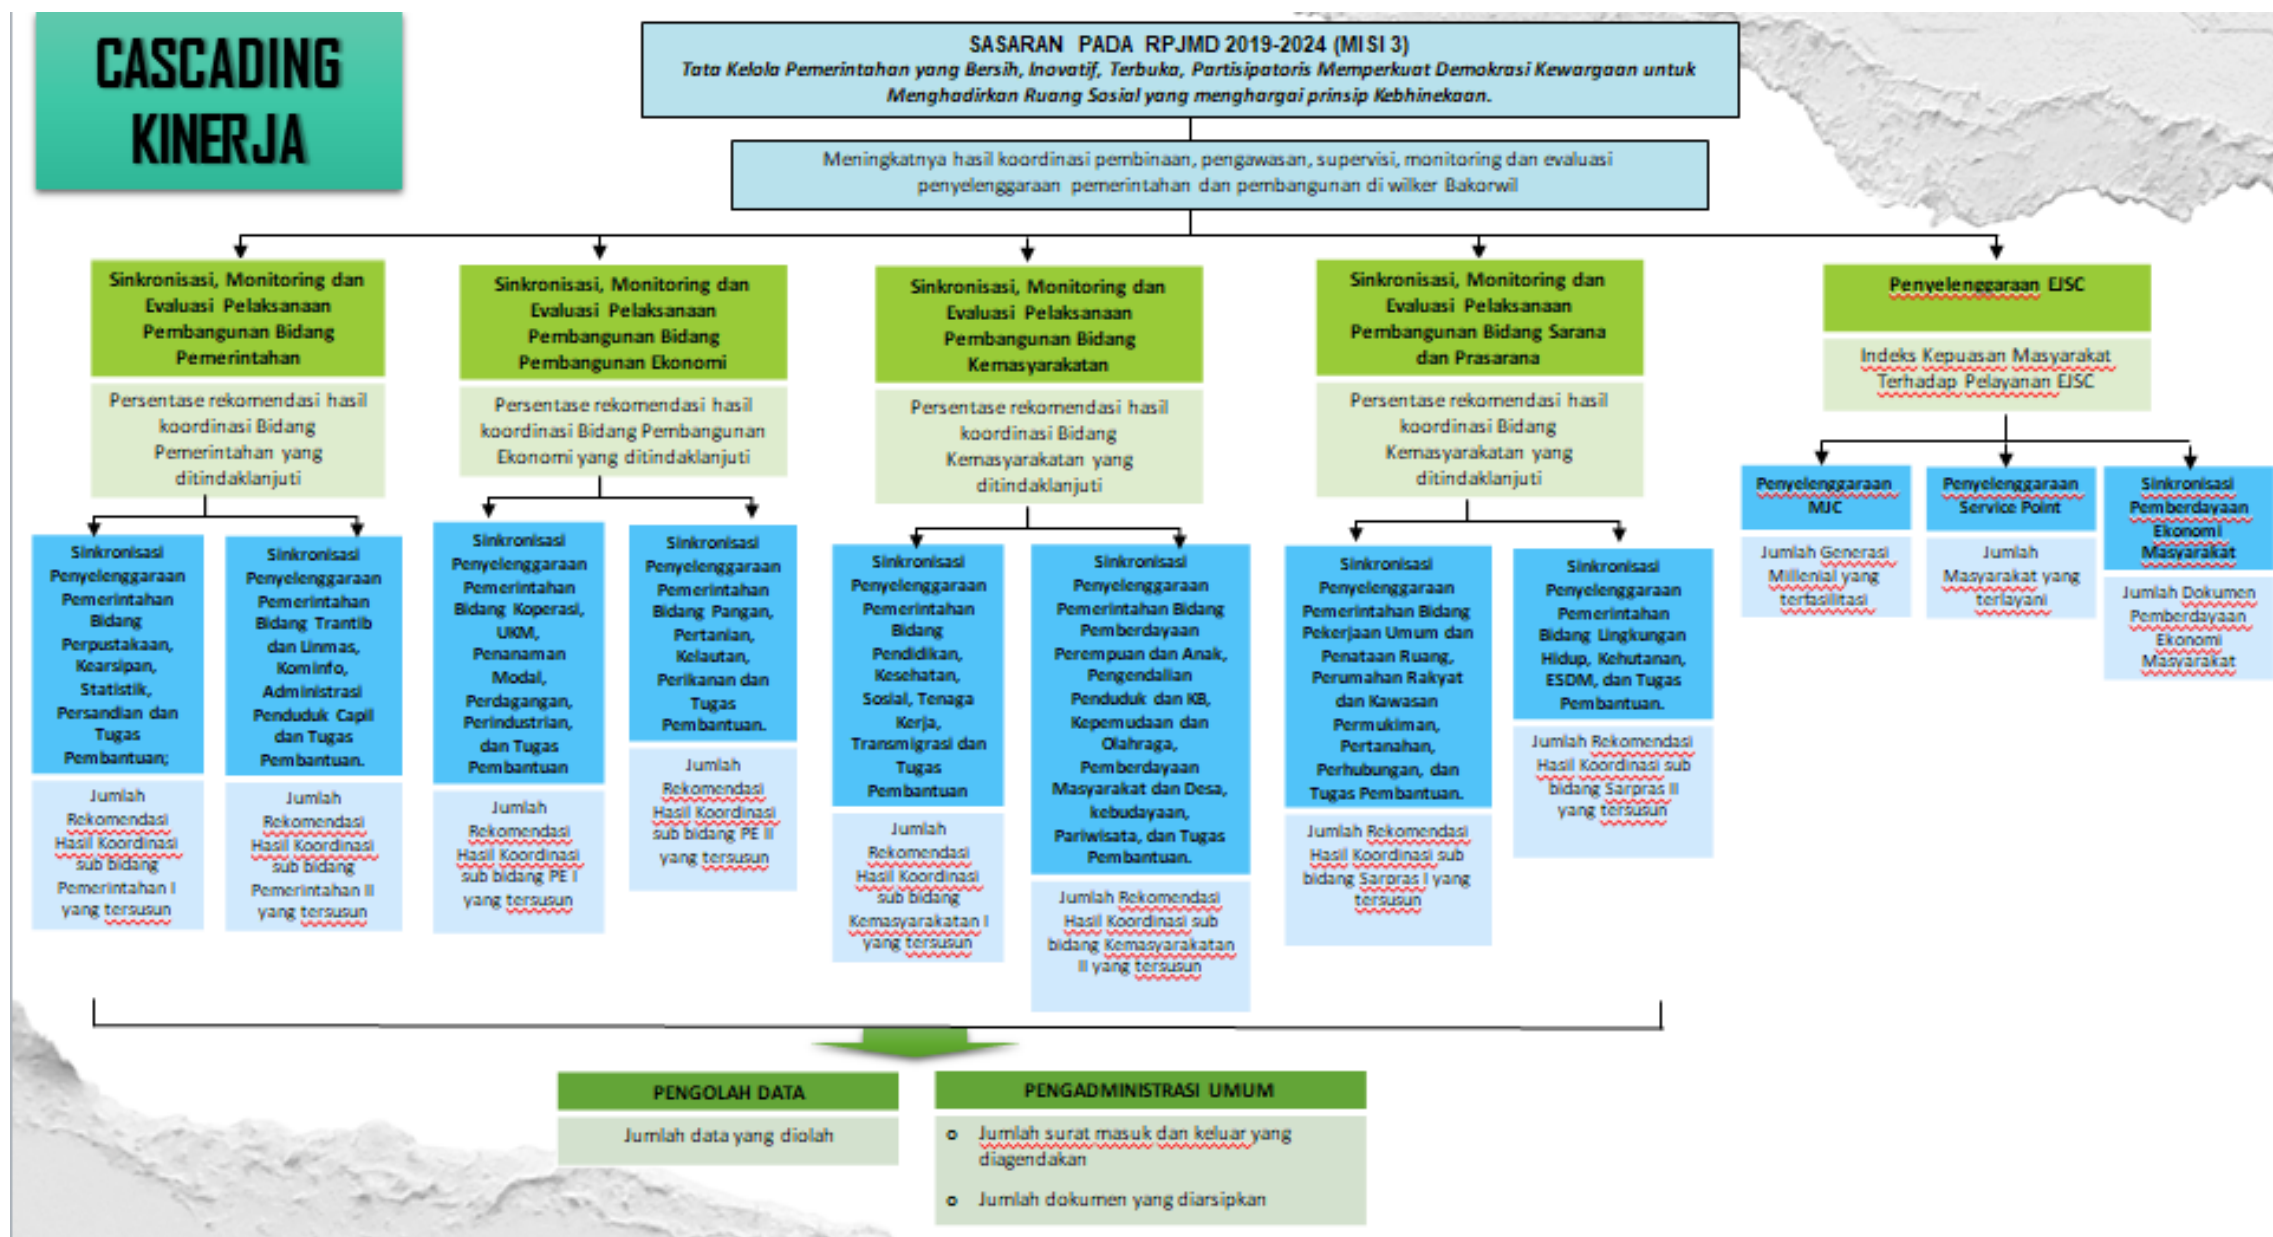 CASCADING
KINERJA
SASARAN PADA RPJMD 2019-2024 (MISI 3)
Tata Kelola Pemerintahan yang Bersih, Inovatif, Terbuka, Partisipatoris Memperkuat Demokrasi Kewargaan untuk
Menghadirkan Ruang Sosial yang menghargai prinsip Kebhinekaan.
Meningkatnya hasil koordinasi pembinaan, pengawasan, supervisi, monitoring dan evaluasi
penyelenggaraan pemerintahan dan pembangunan di wilker Bakorwil
Sinkronisasi, Monitoring dan
Evaluasi Pelaksanaan
Pembangunan Bidang
Pemerintahan
Persentase rekomendasi hasil
koordinasi Bidang
Pemerintahan yang
ditindaklanjuti
Sinkronisasi, Monitoring dan
Evaluasi Pelaksanaan
Pembangunan Bidang
Pembangunan Ekonomi
Persentase rekomendasi hasil
koordinasi Bidang Pembangunan
Ekonomi yang ditindaklanjuti
Sinkronisasi, Monitoring dan
Evaluasi Pelaksanaan
Pembangunan Bidang
Kemasyarakatan
Persentase rekomendasi hasil
koordinasi Bidang
Kemasyarakatan yang
ditindaklanjuti
Sinkronisasi, Monitoring dan
Evaluasi Pelaksanaan
Pembangunan Bidang Sarana
dan Prasarana
Persentase rekomendasi hasil
koordinasi Bidang
Kemasyarakatan yang
ditindaklanjuti
Penyelenggaraan EJSC
Indeks Kepuasan Masyarakat
Terhadap Pelayanan EJSC
Sinkronisasi
Penyelenggaraan
Pemerintahan
Bidang
Perpustakaan,
Kearsipan,
Statistik,
Persandian dan
Tugas
Pembantuan;
Jumlah
Rekomendasi
Hasil Koordinasi
sub bidang
Pemerintahan I
yang tersusun
Sinkronisasi
Penyelenggaraan
Pemerintahan
Bidang Trantib
dan Linmas,
Kominfo,
Administrasi
Penduduk Capil
dan Tugas
Pembantuan.
Jumlah
Rekomendasi
Hasil Koordinasi
sub bidang
Pemerintahan II
yang tersusun
Sinkronisasi
Penyelenggaraan
Pemerintahan
Bidang Koperasi,
UKM,
Penanaman
Modal,
Perdagangan,
Perindustrian,
dan Tugas
Pembantuan
Jumlah
Rekomendasi
Hasil Koordinasi
sub bidang PE I
yang tersusun
Sinkronisasi
Penyelenggaraan
Pemerintahan
Bidang Pangan,
Pertanian,
Kelautan,
Perikanan dan
Tugas
Pembantuan.
Jumlah
Rekomendasi
Hasil Koordinasi
sub bidang PE II
yang tersusun
Sinkronisasi
Penyelenggaraan
Pemerintahan
Bidang
Pendidikan,
Kesehatan,
Sosial, Tenaga
Kerja,
Transmigrasi dan
Tugas
Pembantuan
Jumlah
Rekomendasi
Hasil Koordinasi
sub bidang
Kemasyarakatan I
yang tersusun
Sinkronisasi
Penyelenggaraan
Pemerintahan Bidang
Pemberdayaan
Perempuan dan Anak,
Pengendalian
Penduduk dan KB,
Kepemudaan dan
Olahraga,
Pemberdayaan
Masyarakat dan Desa,
kebudayaan,
Pariwisata, dan Tugas
Pembantuan.
Jumlah Rekomendasi
Hasil Koordinasi sub
bidang Kemasyarakatan
II yang tersusun
Sinkronisasi
Penyelenggaraan
Pemerintahan Bidang
Pekerjaan Umum dan
Penataan Ruang,
Perumahan Rakyat
dan Kawasan
Permukiman,
Pertanahan,
Perhubungan, dan
Tugas Pembantuan.
Jumlah Rekomendasi
Hasil Koordinasi sub
bidang Sarpras I yang
tersusun
Sinkronisasi
Penyelenggaraan
Pemerintahan
Bidang Lingkungan
Hidup, Kehutanan,
ESDM, dan Tugas
Pembantuan.
Jumlah Rekomendasi
Hasil Koordinasi sub
bidang Sarpras II
yang tersusun
Penyelenggaraan
MJC
Jumlah Generasi
Millenial yang
terfasilitasi
Penyelenggaraan
Service Point
Jumlah
Masyarakat yang
terlayani
Sinkronisasi
Pemberdayaan
Ekonomi
Masyarakat
Jumlah Dokumen
Pemberdayaan
Ekonomi
Masyarakat
PENGOLAH DATA
Jumlah data yang diolah
PENGADMINISTRASI UMUM
o Jumlah surat masuk dan keluar yang
diagendakan
o Jumlah dokumen yang diarsipkan